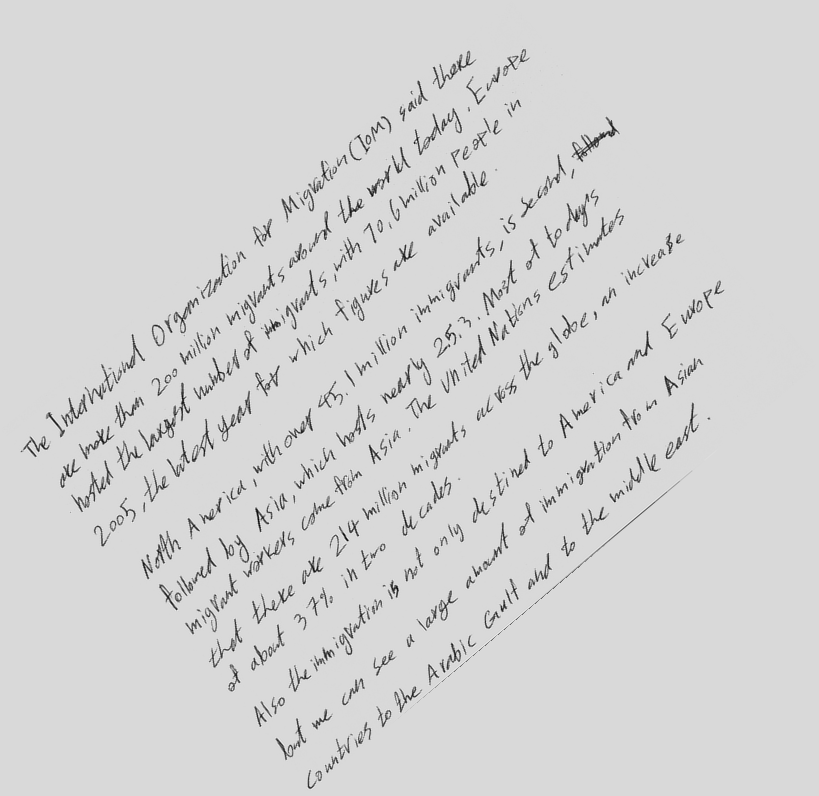 The International Organization for Migration (IOM) said there
are more than 200 million migrants around the world today. Europe
hosted the largest number of immigrants, with 70,6 million people in
2005, the latest year for which figures are available.
North America, with over 45.1 million immigrants, is second,
followed by Asia, which hosts nearly 25.3. Most of today's
migrant workers come from Asia. The United Nations estimates
that there are 214 million migrants across the globe, an increase
of about 37% in two decades.
Also the immigration is not only destined to America and Europe
but we can see a large amount of immigration from Asian
countries to the Arabic Gulf and to the middle east.